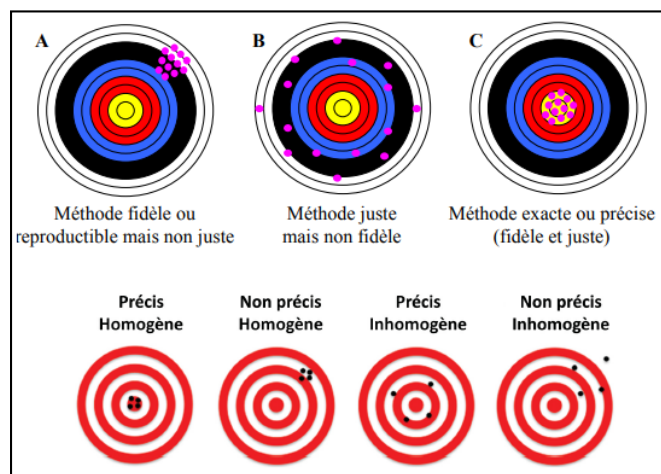 A
B
C
Méthode fidèle ou
reproductible mais non juste
Méthode juste
mais non fidèle
Méthode exacte ou précise
(fidèle et juste)
Précis
Homogène
Non précis
Homogène
Précis
Inhomogène
Non précis
Inhomogène